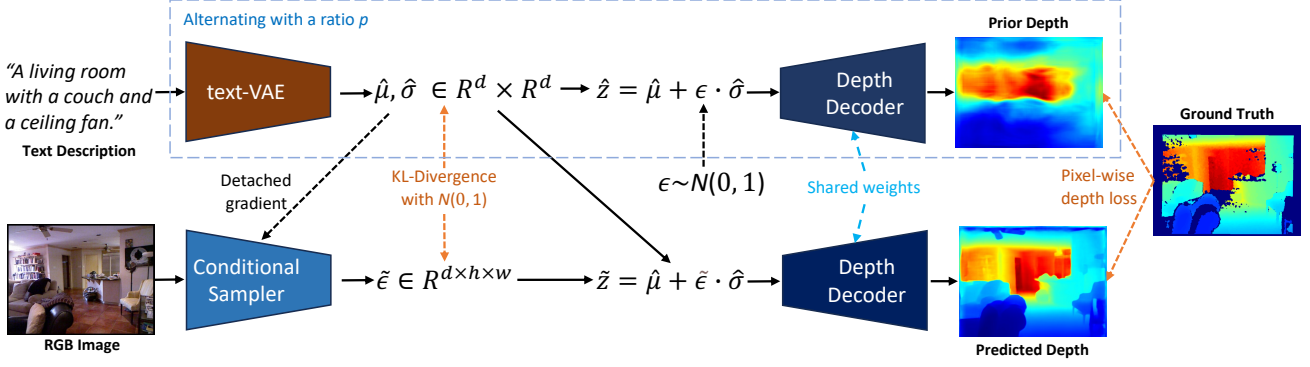 Alternating with a ratio p
Prior Depth
“A living room
with a couch and
a ceiling fan.”
Text Description
text-VAE
μ̂, σ̂ ∈ R^d × R^d
ẑ = μ̂ + ϵ · σ̂
Depth
Decoder
Ground Truth
Detached
gradient
KL-Divergence
with N(0, 1)
ϵ~N(0, 1)
Shared weights
Pixel-wise
depth loss
Conditional
Sampler
ϵ̃ ∈ R^{d×h×w}
z̃ = μ̂ + ϵ̃ · σ̂
Depth
Decoder
RGB Image
Predicted Depth